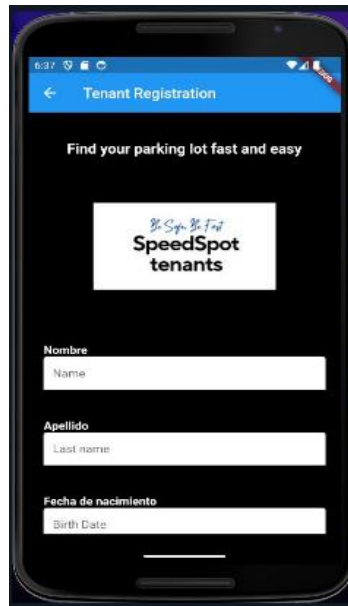 6:37
DEBUG
Tenant Registration
Find your parking lot fast and easy
Be Safe Be Fast
SpeedSpot
tenants
Nombre
Name
Apellido
Last name
Fecha de nacimiento
Birth Date